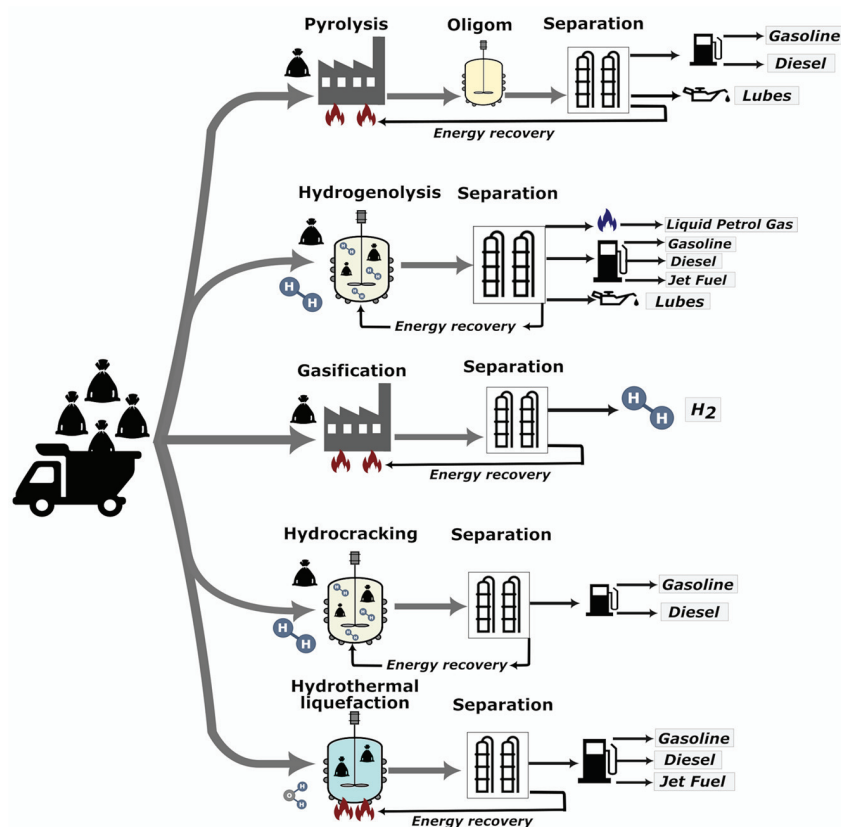 Pyrolysis
Oligom
Separation
Gasoline
Diesel
Lubes
Energy recovery
Hydrogenolysis
Separation
H
H
H
H
H
H
Liquid Petrol Gas
Gasoline
Diesel
Jet Fuel
Lubes
Energy recovery
Gasification
Separation
H
H
H2
Energy recovery
Hydrocracking
Separation
H
H
H
H
H
H
Gasoline
Diesel
Energy recovery
Hydrothermal
liquefaction
Separation
O
H
H
Gasoline
Diesel
Jet Fuel
Energy recovery